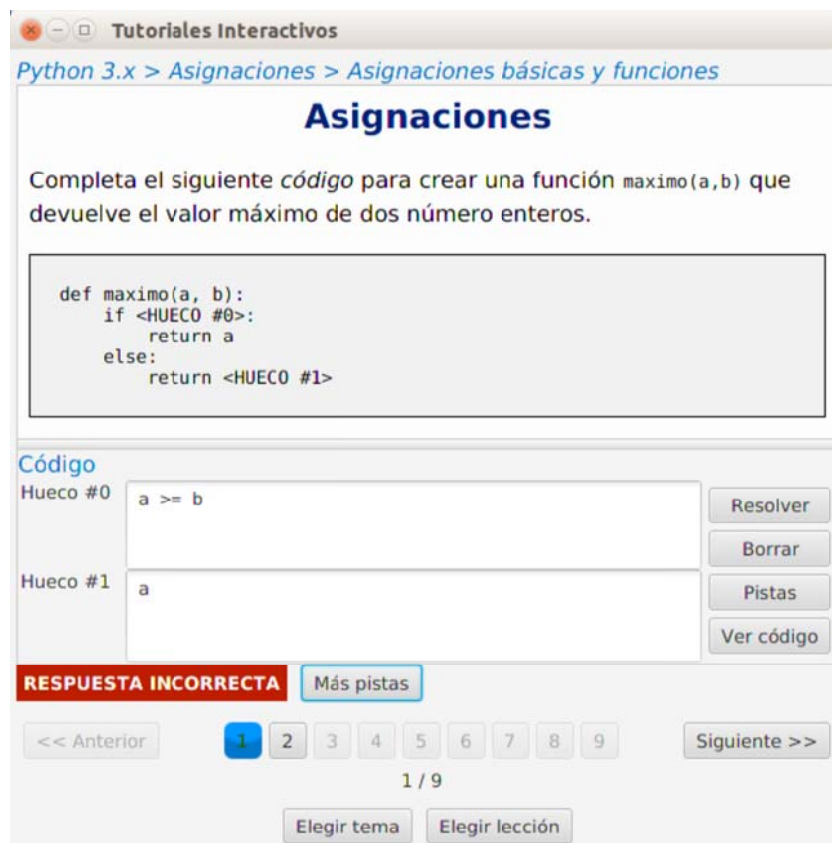 Tutoriales Interactivos
Python 3.x > Asignaciones > Asignaciones básicas y funciones
Asignaciones
Completa el siguiente código para crear una función maximo(a,b) que
devuelve el valor máximo de dos número enteros.
def maximo(a, b):
    if <HUECO #0>:
        return a
    else:
        return <HUECO #1>
Código
Hueco #0
a >= b
Resolver
Borrar
Hueco #1
a
Pistas
Ver código
RESPUESTA INCORRECTA Más pistas
<< Anterior 1 2 3 4 5 6 7 8 9 Siguiente >>
1 / 9
Elegir tema Elegir lección